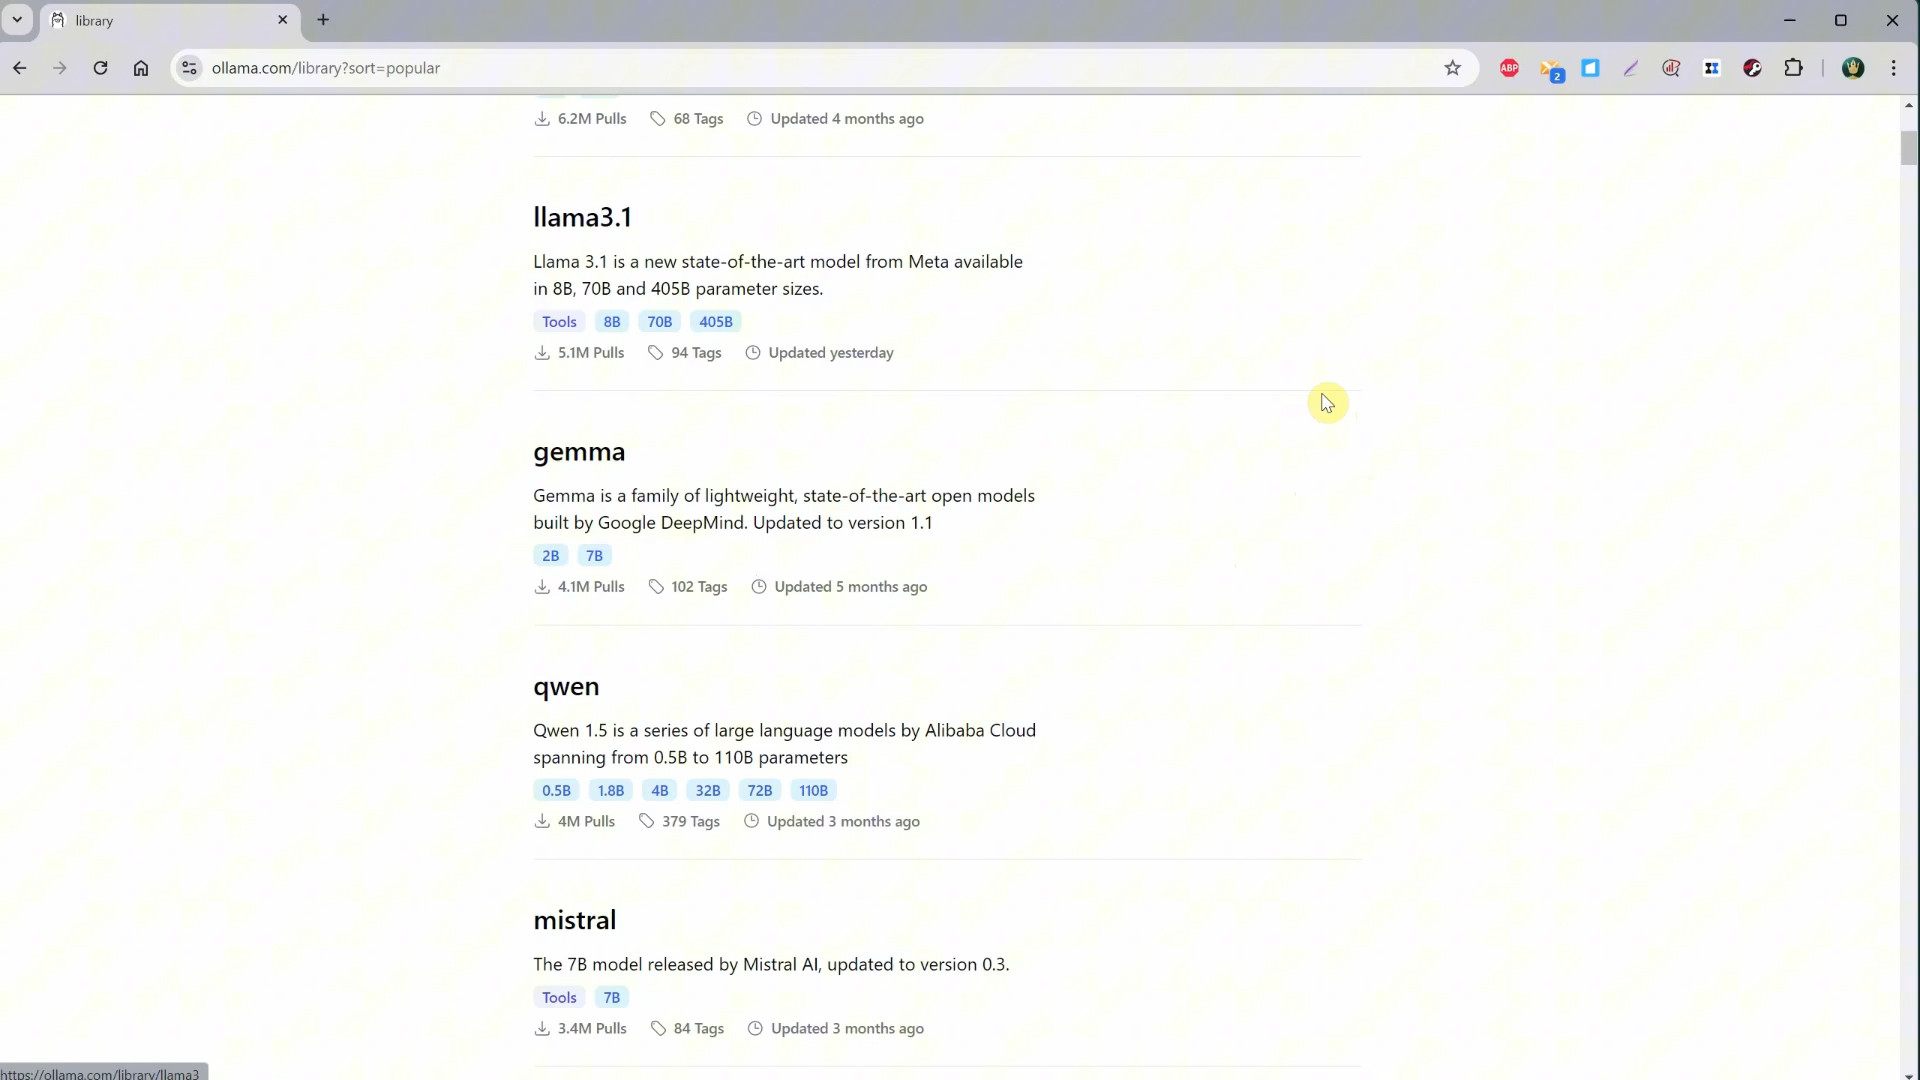 library
ollama.com/library?sort=popular
ABP
2
6.2M Pulls 68 Tags Updated 4 months ago
llama3.1
Llama 3.1 is a new state-of-the-art model from Meta available
in 8B, 70B and 405B parameter sizes.
Tools 8B 70B 405B
5.1M Pulls 94 Tags Updated yesterday
gemma
Gemma is a family of lightweight, state-of-the-art open models
built by Google DeepMind. Updated to version 1.1
2B 7B
4.1M Pulls 102 Tags Updated 5 months ago
qwen
Qwen 1.5 is a series of large language models by Alibaba Cloud
spanning from 0.5B to 110B parameters
0.5B 1.8B 4B 32B 72B 110B
4M Pulls 379 Tags Updated 3 months ago
mistral
The 7B model released by Mistral AI, updated to version 0.3.
Tools 7B
3.4M Pulls 84 Tags Updated 3 months ago
https://ollama.com/library/llama3